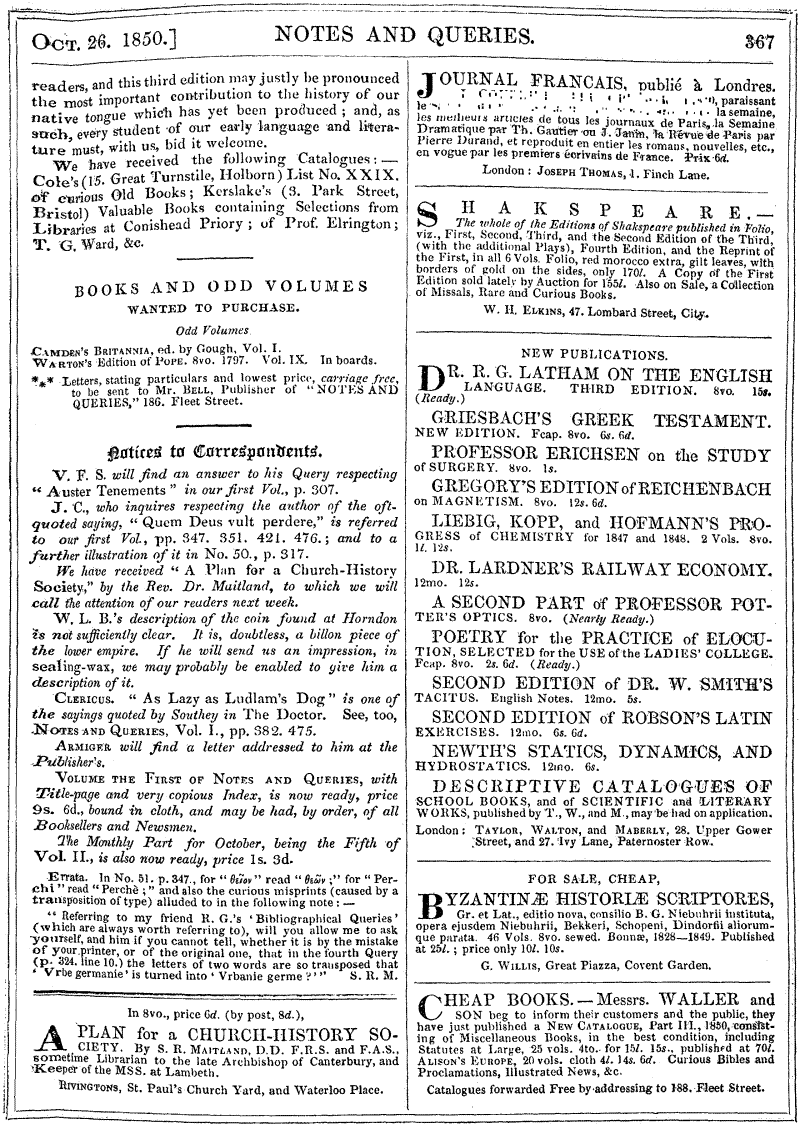 OCT. 26. 1850.]
NOTES AND QUERIES.
367
readers, and this third edition may justly be pronounced
the most important contribution to the history of our
native tongue which has yet been produced; and, as
such, every student of our early language and litera-
ture must, with us, bid it welcome.
We have received the following Catalogues:—
Cole's (15. Great Turnstile, Holborn) List No. XXIX.
of curious Old Books; Kerslake's (3. Park Street,
Bristol) Valuable Books containing Selections from
Libraries at Conishead Priory; of Prof. Elrington;
T. G. Ward, &c.
BOOKS AND ODD VOLUMES
WANTED TO PURCHASE.
Odd Volumes
CAMDEN'S BRITANNIA, ed. by Gough, Vol. I.
WARTON'S Edition of POPE. 8vo. 1797. Vol. IX. In boards.
*** Letters, stating particulars and lowest price, carriage free,
to be sent to Mr. BELL, Publisher of "NOTES AND
QUERIES," 186. Fleet Street.
Notices to Correspondents.
V. F. S. will find an answer to his Query respecting
"Auster Tenements" in our first Vol., p. 307.
J. C., who inquires respecting the author of the oft-
quoted saying, "Quem Deus vult perdere," is referred
to our first Vol., pp. 347. 351. 421. 476.; and to a
further illustration of it in No. 50., p. 317.
We have received "A Plan for a Church-History
Society," by the Rev. Dr. Maitland, to which we will
call the attention of our readers next week.
W. L. B.'s description of the coin found at Horndon
is not sufficiently clear. It is, doubtless, a billon piece of
the lower empire. If he will send us an impression, in
sealing-wax, we may probably be enabled to give him a
description of it.
CLERICUS. "As Lazy as Ludlam's Dog" is one of
the sayings quoted by Southey in The Doctor. See, too,
NOTES AND QUERIES, Vol. I., pp. 382. 475.
ARMIGER will find a letter addressed to him at the
Publisher's.
VOLUME THE FIRST OF NOTES AND QUERIES, with
Title-page and very copious Index, is now ready, price
9s. 6d., bound in cloth, and may be had, by order, of all
Booksellers and Newsmen.
The Monthly Part for October, being the Fifth of
Vol. II., is also now ready, price 1s. 3d.
Errata. In No. 51. p. 347., for "θεῖον" read "θεῶν;" for "Per-
chi" read "Perchè;" and also the curious misprints (caused by a
transposition of type) alluded to in the following note:—
"Referring to my friend R. G.'s 'Bibliographical Queries'
(which are always worth referring to), will you allow me to ask
yourself, and him if you cannot tell, whether it is by the mistake
of your printer, or of the original one, that in the fourth Query
(p. 324. line 10.) the letters of two words are so transposed that
'Vrbe germanie' is turned into 'Vrbanie germe?'" S. R. M.
In 8vo., price 6d. (by post, 8d.),
A PLAN for a CHURCH-HISTORY SO-
CIETY. By S. R. MAITLAND, D.D. F.R.S. and F.A.S.,
sometime Librarian to the late Archbishop of Canterbury, and
Keeper of the MSS. at Lambeth.
RIVINGTONS, St. Paul's Church Yard, and Waterloo Place.
JOURNAL FRANCAIS, publié à Londres.
paraissant
le la semaine,
les meilleurs articles de tous les journaux de Paris, la Semaine
Dramatique par Th. Gautier ou J. Janin, la Révue de Paris par
Pierre Durand, et reproduit en entier les romans, nouvelles, etc.,
en vogue par les premiers écrivains de France. Prix 6d.
London: JOSEPH THOMAS, 1. Finch Lane.
SHAKSPEARE.—
The whole of the Editions of Shakspeare published in Folio,
viz., First, Second, Third, and the Second Edition of the Third,
(with the additional Plays), Fourth Edition, and the Reprint of
the First, in all 6 Vols. Folio, red morocco extra, gilt leaves, with
borders of gold on the sides, only 170l. A Copy of the First
Edition sold lately by Auction for 155l. Also on Sale, a Collection
of Missals, Rare and Curious Books.
W. H. ELKINS, 47. Lombard Street, City.
NEW PUBLICATIONS.
DR. R. G. LATHAM ON THE ENGLISH
LANGUAGE. THIRD EDITION. 8vo. 15s.
(Ready.)
GRIESBACH'S GREEK TESTAMENT.
NEW EDITION. Fcap. 8vo. 6s. 6d.
PROFESSOR ERICHSEN on the STUDY
of SURGERY. 8vo. 1s.
GREGORY'S EDITION of REICHENBACH
on MAGNETISM. 8vo. 12s. 6d.
LIEBIG, KOPP, and HOFMANN'S PRO-
GRESS of CHEMISTRY for 1847 and 1848. 2 Vols. 8vo.
1l. 12s.
DR. LARDNER'S RAILWAY ECONOMY.
12mo. 12s.
A SECOND PART of PROFESSOR POT-
TER'S OPTICS. 8vo. (Nearly Ready.)
POETRY for the PRACTICE of ELOCU-
TION, SELECTED for the USE of the LADIES' COLLEGE.
Fcap. 8vo. 2s. 6d. (Ready.)
SECOND EDITION of DR. W. SMITH'S
TACITUS. English Notes. 12mo. 5s.
SECOND EDITION of ROBSON'S LATIN
EXERCISES. 12mo. 6s. 6d.
NEWTH'S STATICS, DYNAMICS, AND
HYDROSTATICS. 12mo. 6s.
DESCRIPTIVE CATALOGUES OF
SCHOOL BOOKS, and of SCIENTIFIC and LITERARY
WORKS, published by T., W., and M., may be had on application.
London: TAYLOR, WALTON, and MABERLY, 28. Upper Gower
Street, and 27. Ivy Lane, Paternoster Row.
FOR SALE, CHEAP,
BYZANTINÆ HISTORIÆ SCRIPTORES,
Gr. et Lat., editio nova, consilio B. G. Niebuhrii instituta,
opera ejusdem Niebuhrii, Bekkeri, Schopeni, Dindorfii aliorum-
que parata. 46 Vols. 8vo. sewed. Bonnæ, 1828—1849. Published
at 25l.; price only 10l. 10s.
G. WILLIS, Great Piazza, Covent Garden.
CHEAP BOOKS.—Messrs. WALLER and
SON beg to inform their customers and the public, they
have just published a NEW CATALOGUE, Part III., 1850, consist-
ing of Miscellaneous Books, in the best condition, including
Statutes at Large, 25 vols. 4to. for 15l. 15s., published at 70l.
ALISON'S EUROPE, 20 vols. cloth 4l. 14s. 6d. Curious Bibles and
Proclamations, Illustrated News, &c.
Catalogues forwarded Free by addressing to 188. Fleet Street.